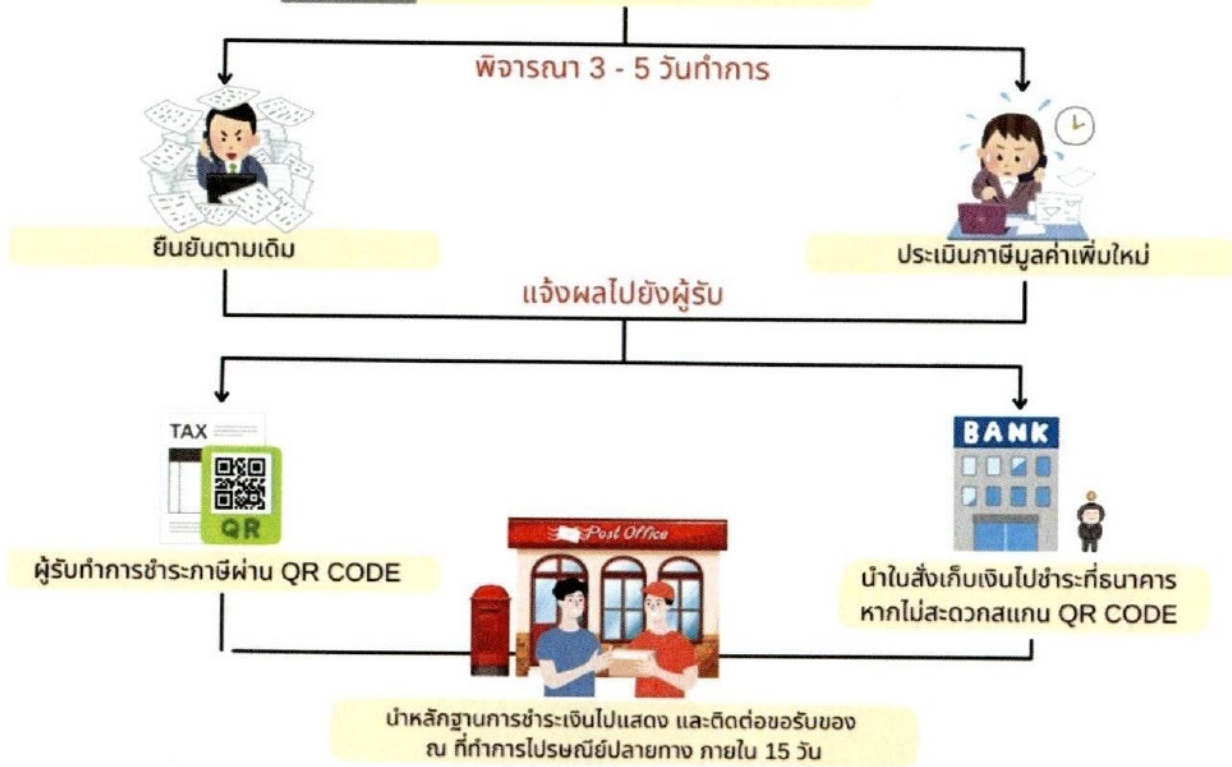 พิจารณา 3 - 5 วันทำการ
ยืนยันตามเดิม
ประเมินภาษีมูลค่าเพิ่มใหม่
แจ้งผลไปยังผู้รับ
TAX
QR
BANK
Post Office
ผู้รับทำการชำระภาษีผ่าน QR CODE
นำใบสั่งเก็บเงินไปชำระที่ธนาคาร
หากไม่สะดวกสแกน QR CODE
นำหลักฐานการชำระเงินไปแสดง และติดต่อขอรับของ
ณ ที่ทำการไปรษณีย์ปลายทาง ภายใน 15 วัน